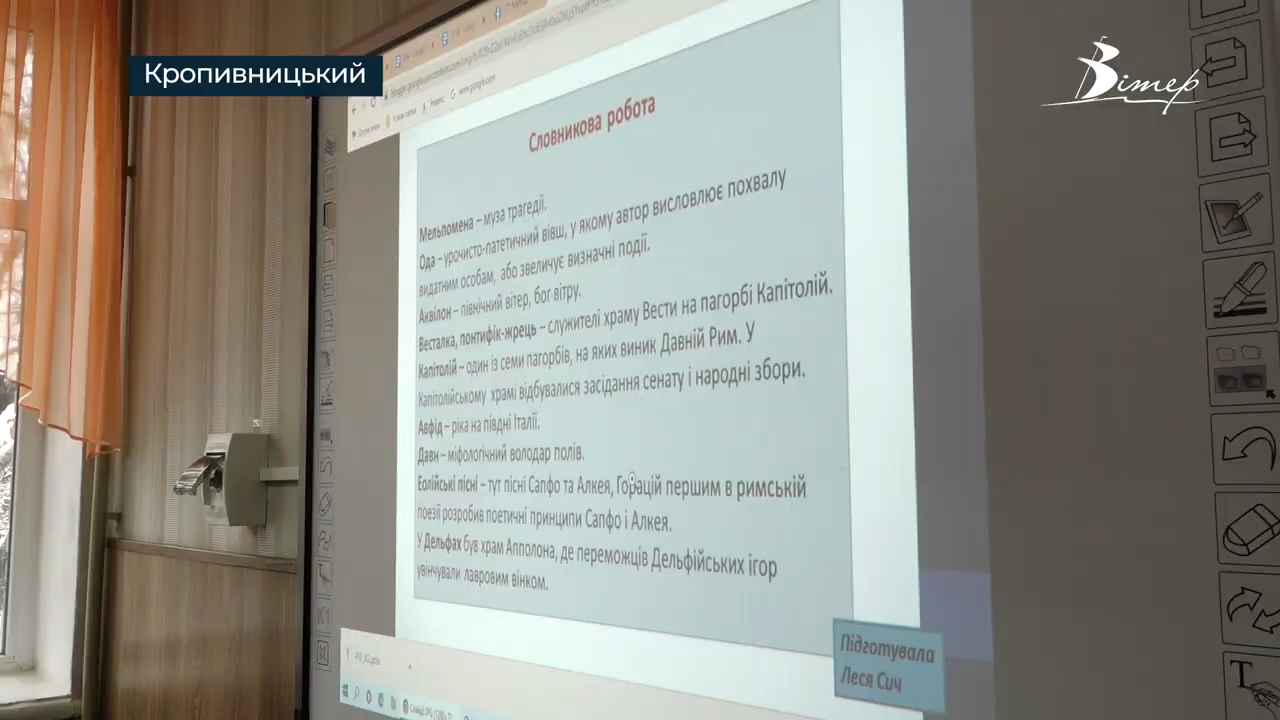 Кропивницький
Вітер
www.google.com
Словникова робота
Мельпомена – муза трагедії.
Ода – урочисто-патетичний вівш, у якому автор висловлює похвалу
видатним особам, або звеличує визначні події.
Аквілон – північний вітер, бог вітру.
Весталка, понтифік-жрець – служителі храму Вести на пагорбі Капітолій.
Капітолій – один із семи пагорбів, на яких виник Давній Рим. У
Капітолійському храмі відбувалися засідання сенату і народні збори.
Авфід – ріка на півдні Італії.
Давн – міфологічний володар полів.
Еолійські пісні – тут пісні Сапфо та Алкея, Горацій першим в римській
поезії розробив поетичні принципи Сапфо і Алкея.
У Дельфах був храм Апполона, де переможців Дельфійських ігор
увінчували лавровим вінком.
Підготувала
Леся Сич